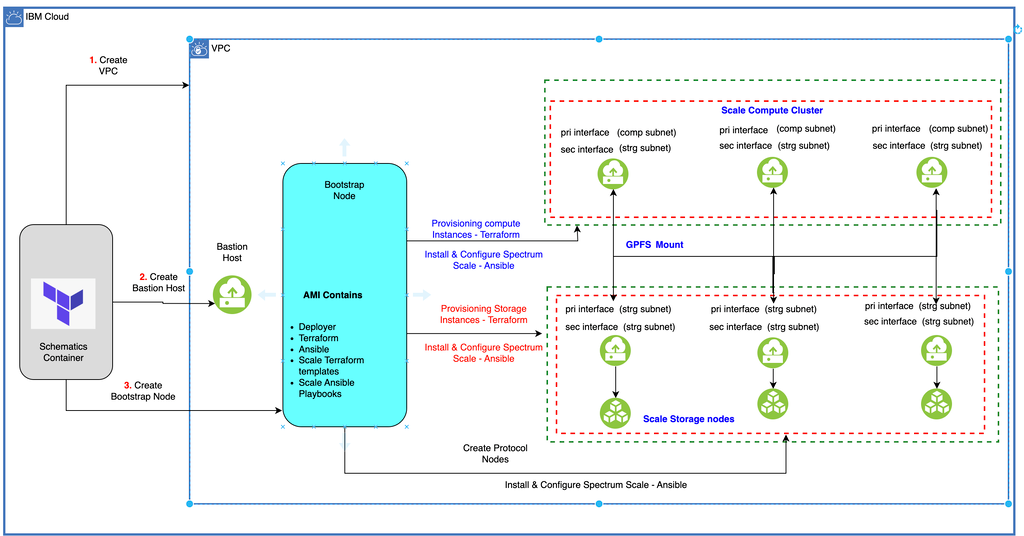 IBM Cloud
VPC
1. Create
VPC
Scale Compute Cluster
pri interface (comp subnet)
sec interface (strg subnet)
pri interface (comp subnet)
sec interface (strg subnet)
pri interface (comp subnet)
sec interface (strg subnet)
Bootstrap
Node
Provisioning compute
Instances - Terraform
Install & Configure Spectrum
Scale - Ansible
GPFS Mount
Bastion
Host
2. Create
Bastion Host
AMI Contains
• Deployer
• Terraform
• Ansible
• Scale Terraform
templates
• Scale Ansible
Playbooks
Provisioning Storage
Instances - Terraform
Install & Configure Spectrum
Scale - Ansible
pri interface (strg subnet)
sec interface (strg subnet)
pri interface (strg subnet)
sec interface (strg subnet)
pri interface (strg subnet)
sec interface (strg subnet)
Schematics
Container
3. Create
Bootstrap Node
Scale Storage nodes
Create Protocol
Nodes
Install & Configure Spectrum Scale - Ansible